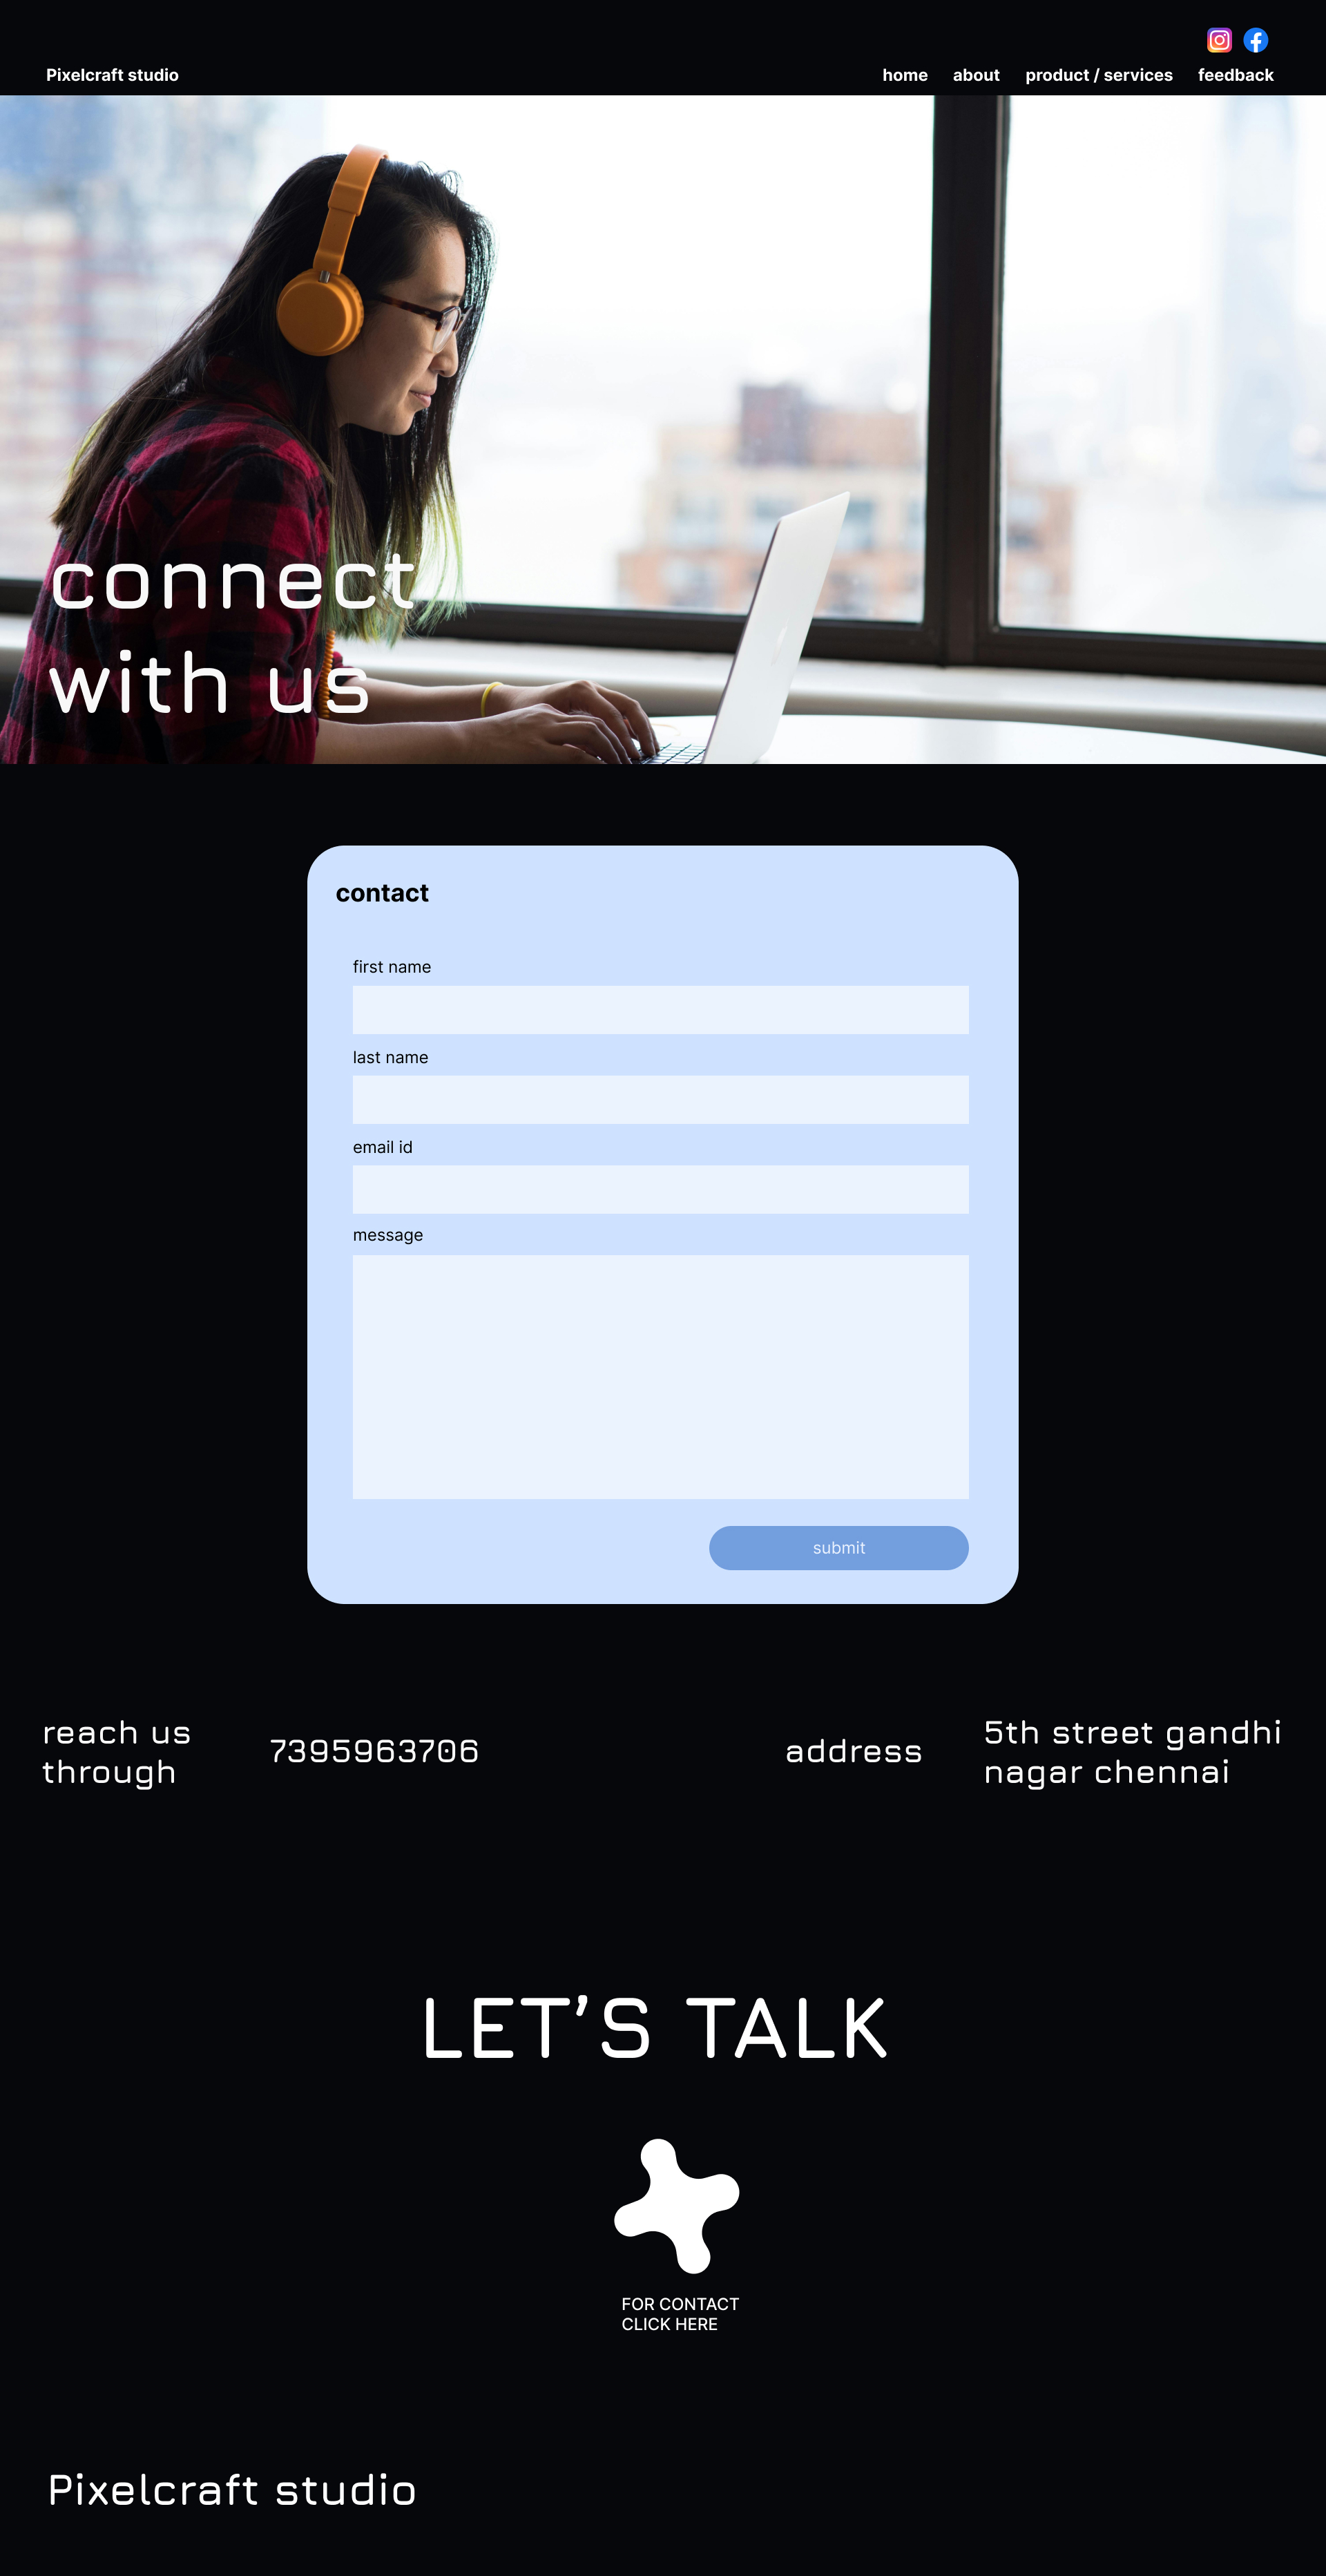 Pixelcraft studio
home about product / services feedback
connect
with us
contact
first name
last name
email id
message
submit
reach us
through
7395963706
address
5th street gandhi
nagar chennai
LET’S TALK
FOR CONTACT
CLICK HERE
Pixelcraft studio